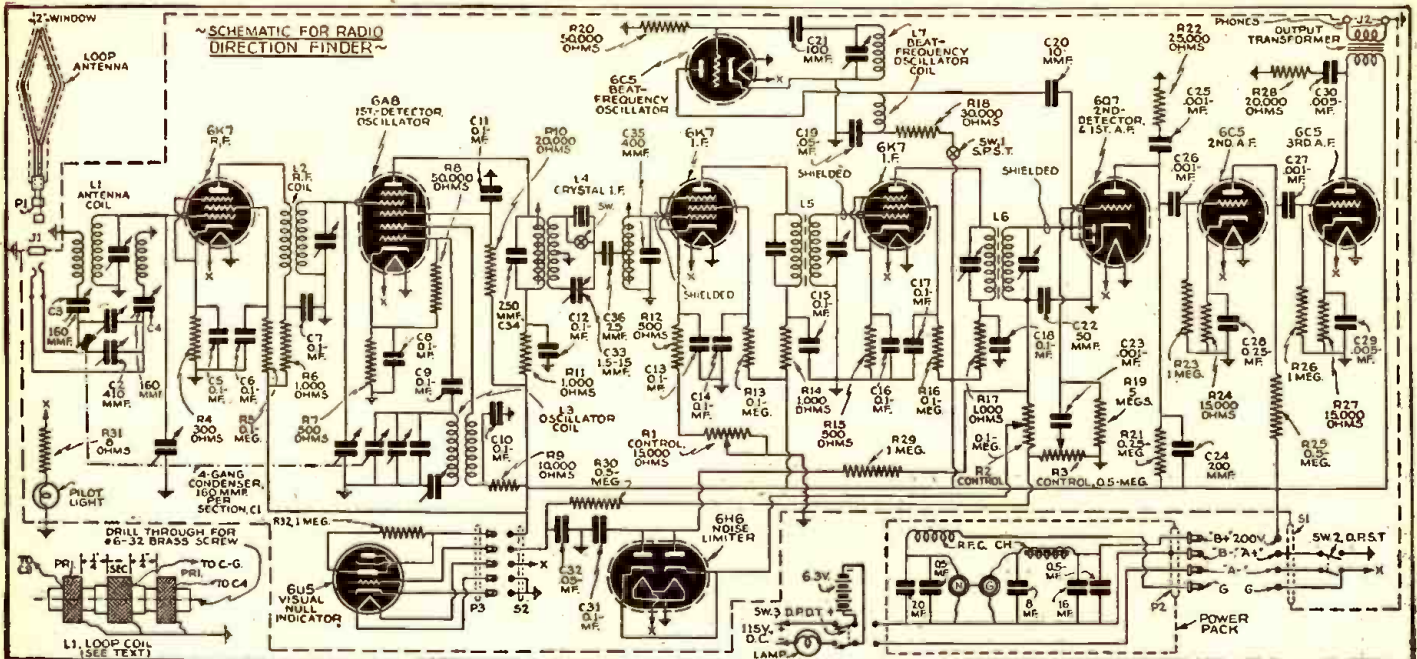 2" WINDOW
~SCHEMATIC FOR RADIO
DIRECTION FINDER~
LOOP
ANTENNA
P1
J1
L1
ANTENNA
COIL
C3
160
MMF.
C2
410
MMF.
C4
160
MMF.
6K7
R.F.
L2
R.F.
COIL
6A8
1ST.-DETECTOR,
OSCILLATOR
C11
0.1-
MF.
R8
50,000
OHMS
R10
20,000
OHMS
L4
CRYSTAL I.F.
SW.
C35
400
MMF.
6K7
I.F.
R20
50,000
OHMS
6C5
BEAT-
FREQUENCY
OSCILLATOR
C21
100
MMF.
L7
BEAT-
FREQUENCY
OSCILLATOR
COIL
C19
.05-
MF.
R18
30,000
OHMS
SW.1
S.P.S.T.
6K7
I.F.
SHIELDED
C20
10-
MMF.
6Q7
2ND-
DETECTOR,
& 1ST. A.F.
SHIELDED
R22
25,000
OHMS
C25
.001-
MF.
C26
.001-
MF.
6C5
2ND. A.F.
PHONES
J2
OUTPUT
TRANSFORMER
R28
20,000
OHMS
C30
.005-
MF.
C27
.001-
MF.
6C5
3RD. A.F.
X
C5
0.1-
MF.
C6
0.1-
MF.
R4
300
OHMS
R5
0.1-
MEG.
R6
1,000
OHMS
C7
0.1-
MF.
X
R7
500
OHMS
C8
0.1-
MF.
C9
0.1-
MF.
L3
OSCILLATOR
COIL
C10
0.1-
MF.
R9
10,000
OHMS
250
MMF.
C34
R11
1,000
OHMS
C12
0.1-
MF.
C33
1.5-15
MMF.
C36
25
MMF.
SHIELDED
X
R12
500
OHMS
C13
0.1-
MF.
C14
0.1-
MF.
R13
0.1-
MEG.
L5
C15
0.1-
MF.
R14
1,000
OHMS
X
R15
500
OHMS
C16
0.1-
MF.
C17
0.1-
MF.
R16
0.1-
MEG.
L6
C18
0.1-
MF.
R17
1,000
OHMS
C22
50
MMF.
X
C23
.001-
MF.
R19
5
MEGS.
0.1-
MEG.
R2
CONTROL
R3
CONTROL, 0.5-MEG.
R21
0.25-
MEG.
C24
200
MMF.
R23
1 MEG.
R24
15,000
OHMS
X
C28
0.25-
MF.
R25
0.5-
MEG.
R26
1 MEG.
X
C29
.005-
MF.
R27
15,000
OHMS
X
R31
8
OHMS
PILOT
LIGHT
4-GANG
CONDENSER,
160 MMF.
PER
SECTION, C1
R1
CONTROL,
15,000
OHMS
R29
1 MEG.
R30
0.5-
MEG.
R32, 1 MEG.
6U5
VISUAL
NULL
INDICATOR
P3
S2
X
C32
.05-
MF.
C31
0.1-
MF.
6H6
NOISE
LIMITER
X
DRILL THROUGH FOR
#6-32 BRASS SCREW
TO
C3
PRI.
SEC.
PRI.
TO C-G.
TO C4
L1, LOOP COIL
(SEE TEXT)
6.3V.
SW.3
D.P.D.T.
115V.
D.C.
LAMP
R.F.C.
CH.
20
MF.
.05
MF.
N
G
8
MF.
0.5-
MF.
16
MF.
POWER
PACK
P2
"B+" 200V.
"B-" "A+"
"A-"
G
G
S1
SW.2, D.P.S.T.
X